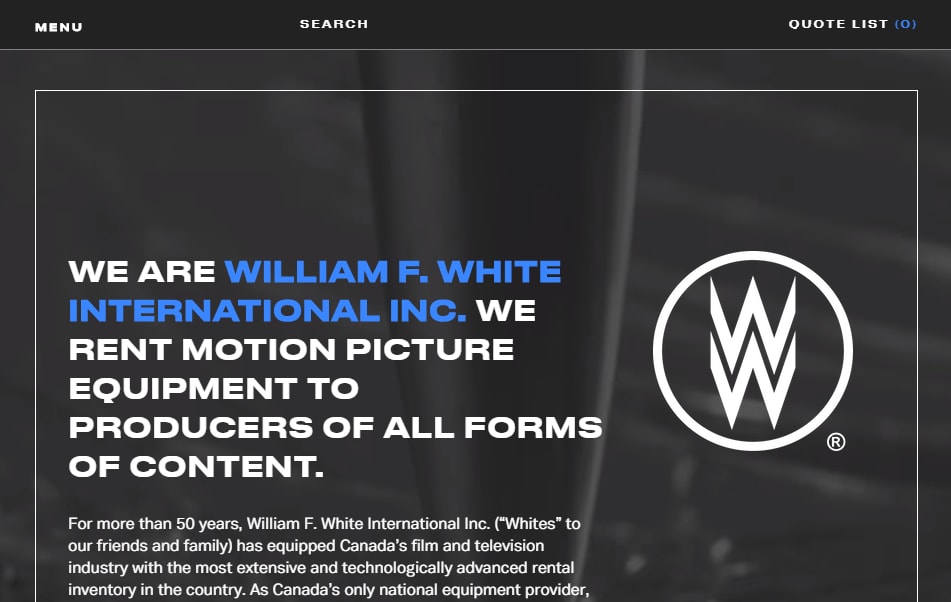 MENU
SEARCH
QUOTE LIST (0)
WE ARE WILLIAM F. WHITE
INTERNATIONAL INC. WE
RENT MOTION PICTURE
EQUIPMENT TO
PRODUCERS OF ALL FORMS
OF CONTENT.
W
W
®
For more than 50 years, William F. White International Inc. (“Whites” to
our friends and family) has equipped Canada’s film and television
industry with the most extensive and technologically advanced rental
inventory in the country. As Canada’s only national equipment provider,